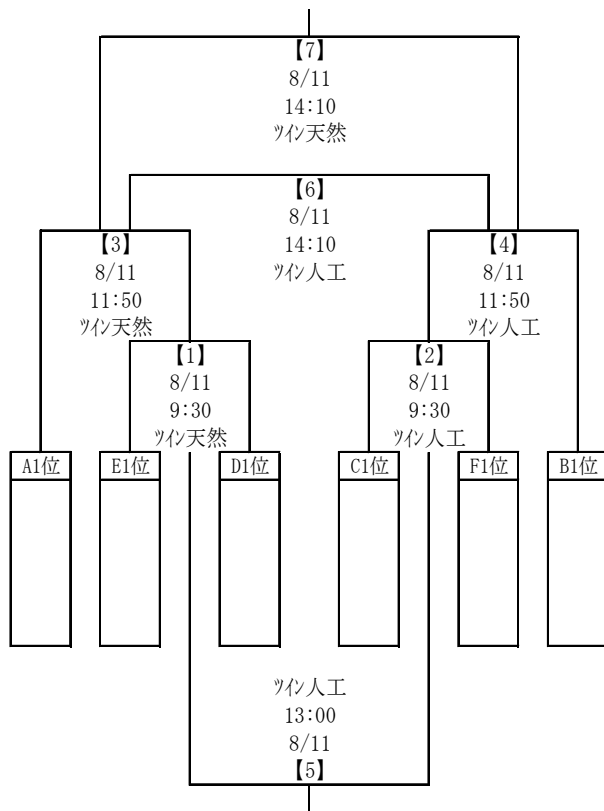 【7】
8/11
14:10
ﾂｲﾝ天然
【6】
8/11
14:10
ﾂｲﾝ人工
【3】
8/11
11:50
ﾂｲﾝ天然
【4】
8/11
11:50
ﾂｲﾝ人工
【1】
8/11
9:30
ﾂｲﾝ天然
【2】
8/11
9:30
ﾂｲﾝ人工
A1位
E1位
D1位
C1位
F1位
B1位
ﾂｲﾝ人工
13:00
8/11
【5】